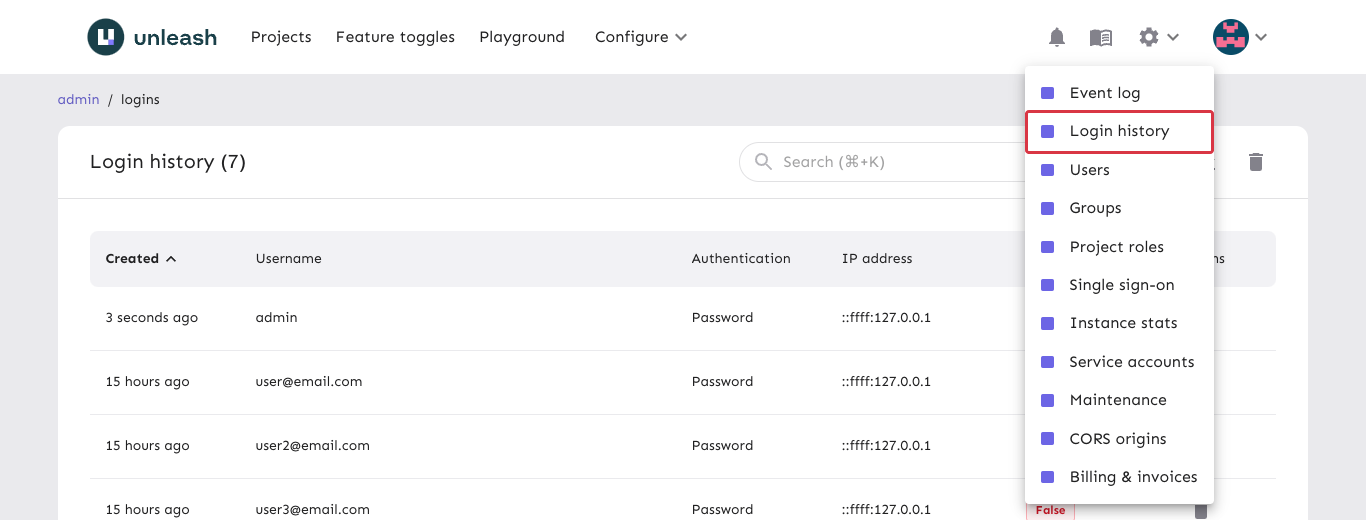 unleash Projects Feature toggles Playground Configure
admin / logins
Login history (7) Search (⌘+K)
Created Username Authentication IP address
3 seconds ago admin Password ::ffff:127.0.0.1
15 hours ago user@email.com Password ::ffff:127.0.0.1
15 hours ago user2@email.com Password ::ffff:127.0.0.1
15 hours ago user3@email.com Password ::ffff:127.0.0.1 False
Event log
Login history
Users
Groups
Project roles
Single sign-on
Instance stats
Service accounts
Maintenance
CORS origins
Billing & invoices